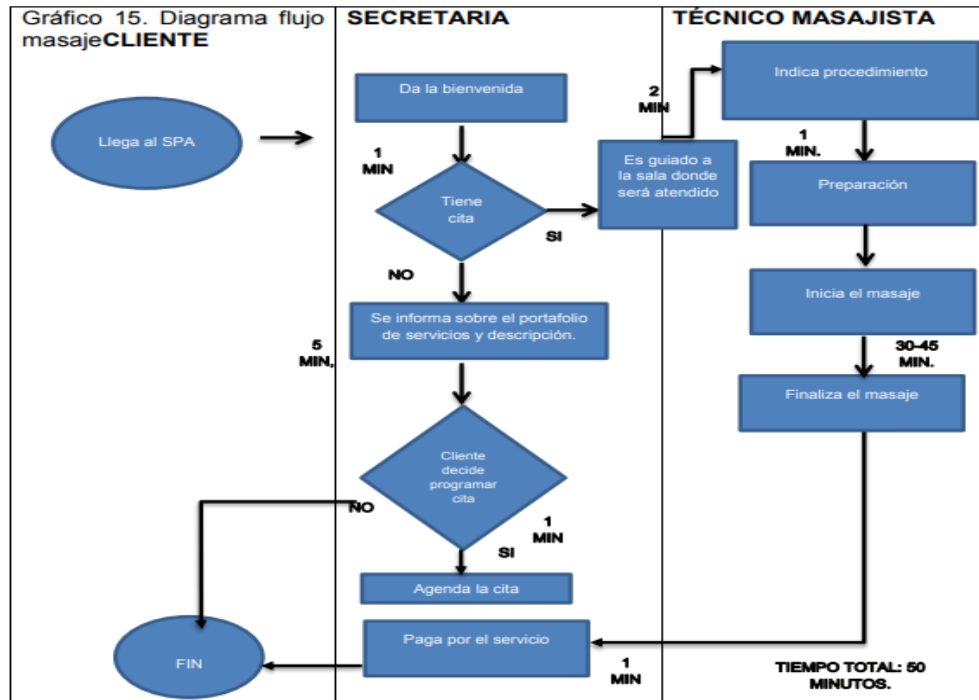 Gráfico 15. Diagrama flujo
masajeCLIENTE
SECRETARIA
TÉCNICO MASAJISTA
Llega al SPA
Da la bienvenida
1
MIN
Tiene
cita
SI
NO
Es guiado a
la sala donde
será atendido
2
MIN
Indica procedimiento
1
MIN.
Preparación
Inicia el masaje
30-45
MIN.
Finaliza el masaje
Se informa sobre el portafolio
de servicios y descripción.
5
MIN,
Cliente
decide
programar
cita
NO
1
MIN
SI
Agenda la cita
Paga por el servicio
1
MIN
FIN
TIEMPO TOTAL: 50
MINUTOS.